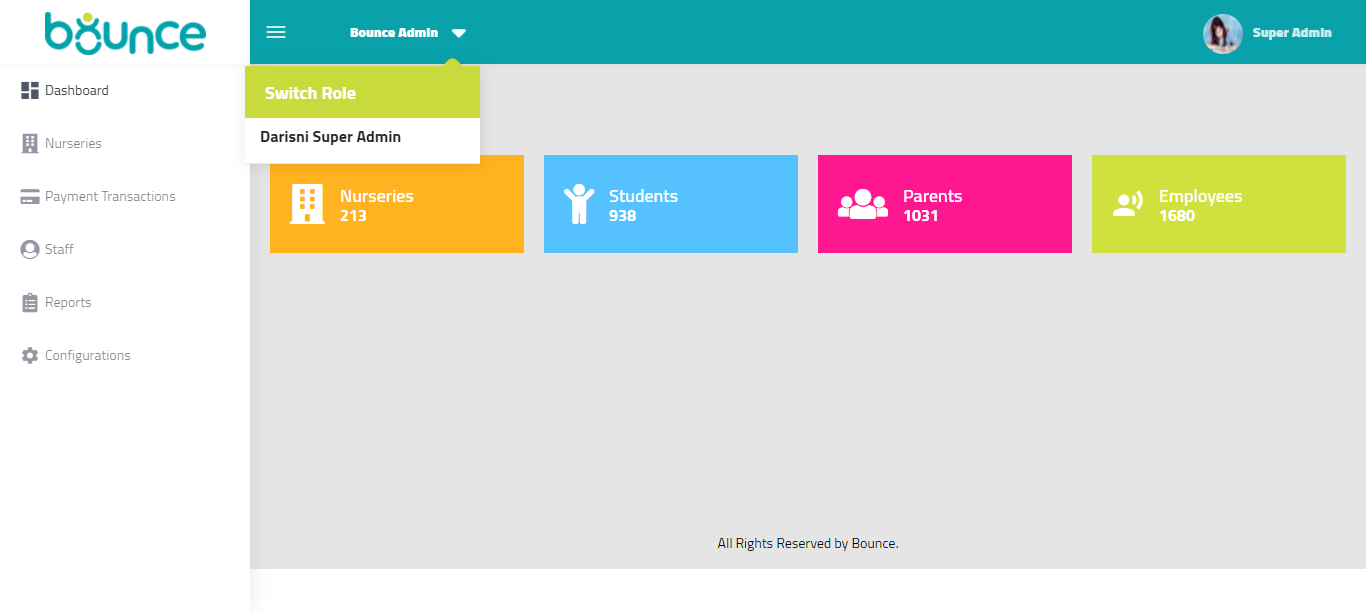 bounce
Bounce Admin
Super Admin
Switch Role
Darisni Super Admin
Dashboard
Nurseries
Payment Transactions
Staff
Reports
Configurations
Nurseries
213
Students
938
Parents
1031
Employees
1680
All Rights Reserved by Bounce.